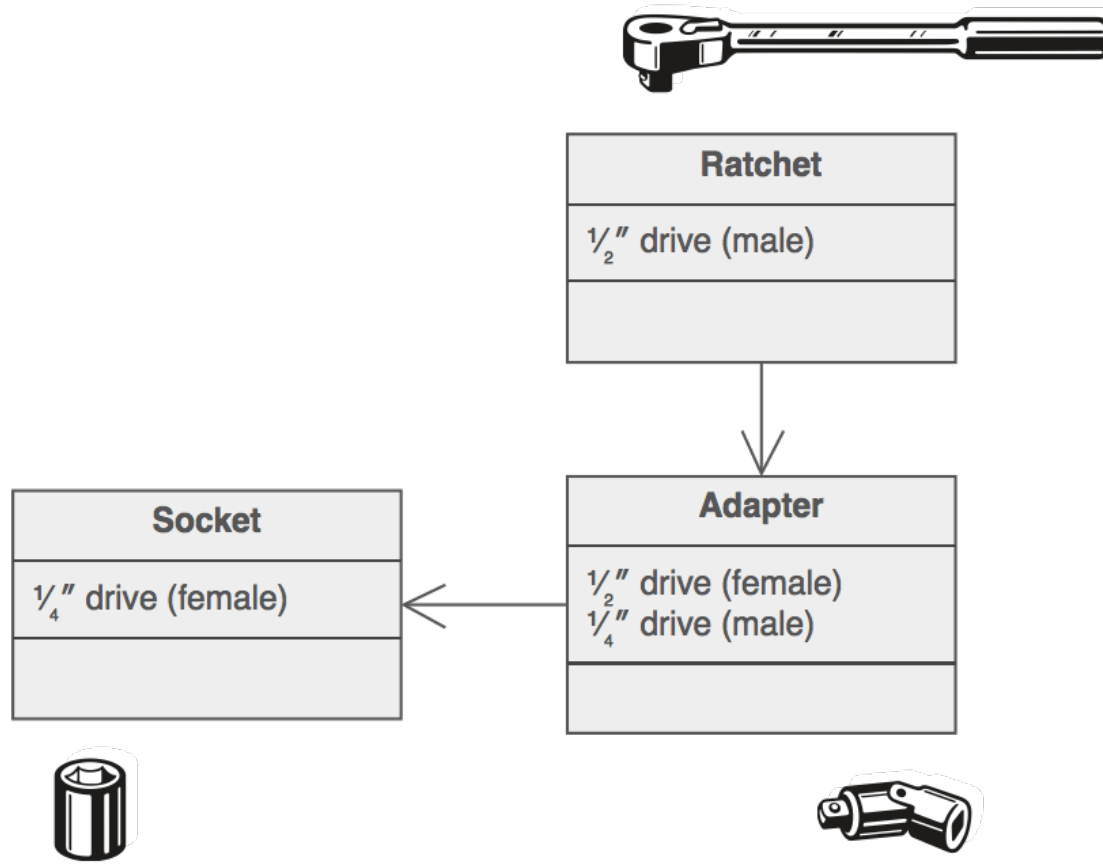 Ratchet
½″ drive (male)
Socket
¼″ drive (female)
Adapter
½″ drive (female)
¼″ drive (male)